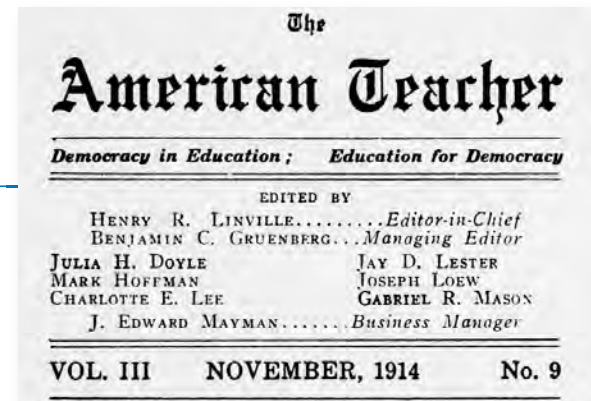 The
American Teacher
Democracy in Education; Education for Democracy
EDITED BY
HENRY R. LINVILLE.........Editor-in-Chief
BENJAMIN C. GRUENBERG...Managing Editor
JULIA H. DOYLE JAY D. LESTER
MARK HOFFMAN JOSEPH LOEW
CHARLOTTE E. LEE GABRIEL R. MASON
J. EDWARD MAYMAN.......Business Manager
VOL. III NOVEMBER, 1914 No. 9